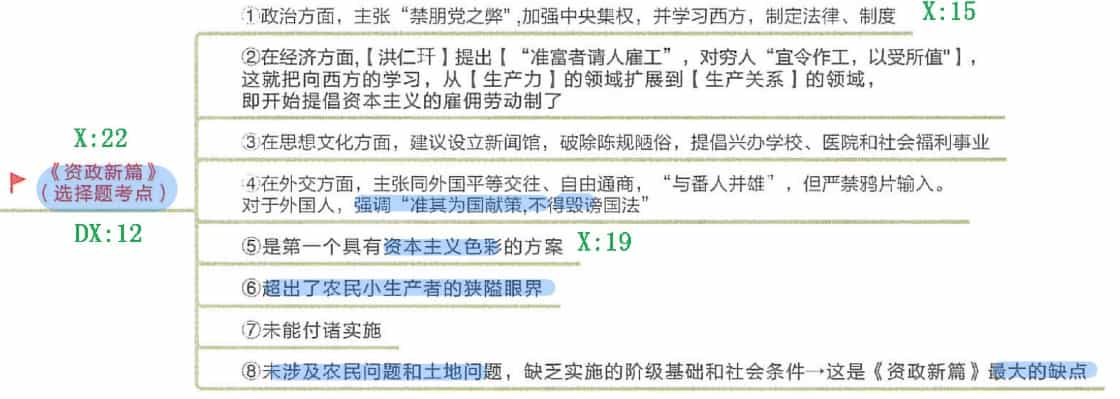 ①政治方面，主张“禁朋党之弊”,加强中央集权，并学习西方，制定法律、制度
X:15
②在经济方面,【洪仁玕】提出【 “准富者请人雇工”，对穷人“宜令作工，以受所值"】，
这就把向西方的学习，从【生产力】的领域扩展到【生产关系】的领域，
即开始提倡资本主义的雇佣劳动制了
X:22
③在思想文化方面，建议设立新闻馆，破除陈规陋俗，提倡兴办学校、医院和社会福利事业
《资政新篇》
（选择题考点）
④在外交方面，主张同外国平等交往、自由通商，“与番人并雄”，但严禁鸦片输入。
对于外国人，强调“准其为国献策,不得毁谤国法”
DX:12
⑤是第一个具有资本主义色彩的方案
X:19
⑥超出了农民小生产者的狭隘眼界
⑦未能付诸实施
⑧未涉及农民问题和土地问题，缺乏实施的阶级基础和社会条件→这是《资政新篇》最大的缺点